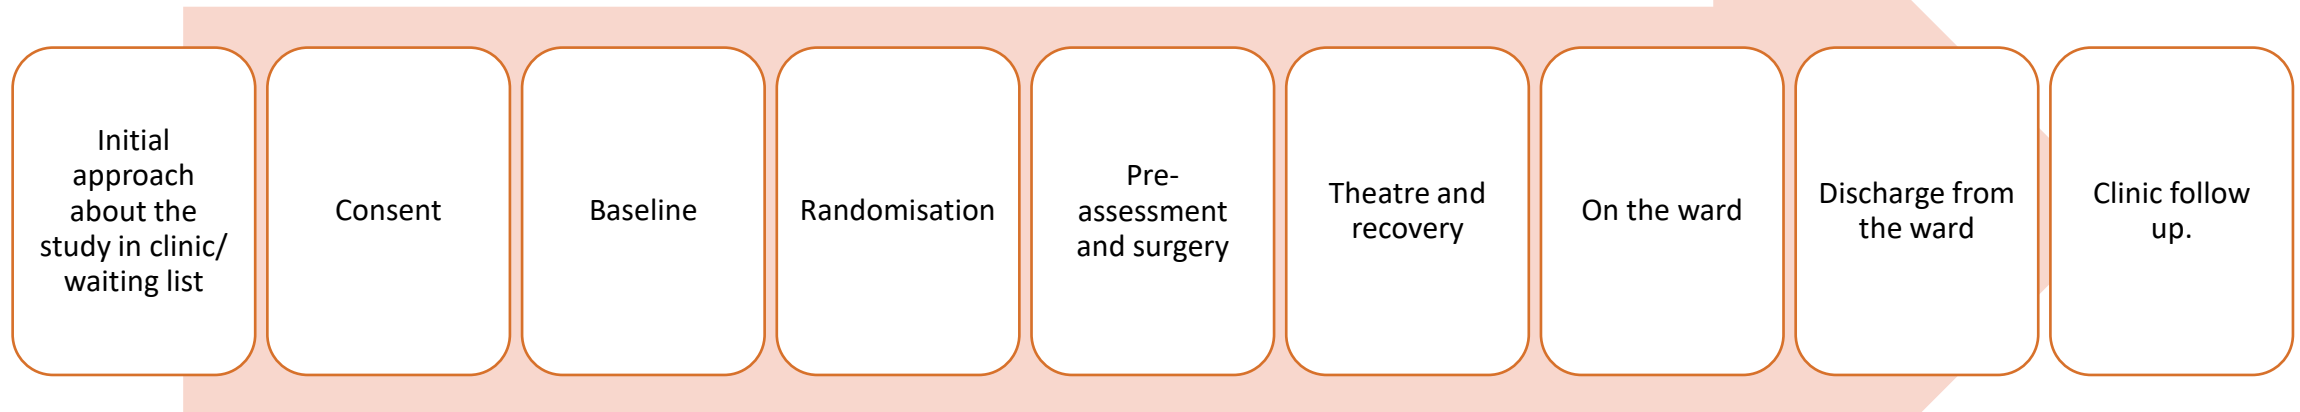 Initial
approach
about the
study in clinic/
waiting list
Consent
Baseline
Randomisation
Pre-
assessment
and surgery
Theatre and
recovery
On the ward
Discharge from
the ward
Clinic follow
up.